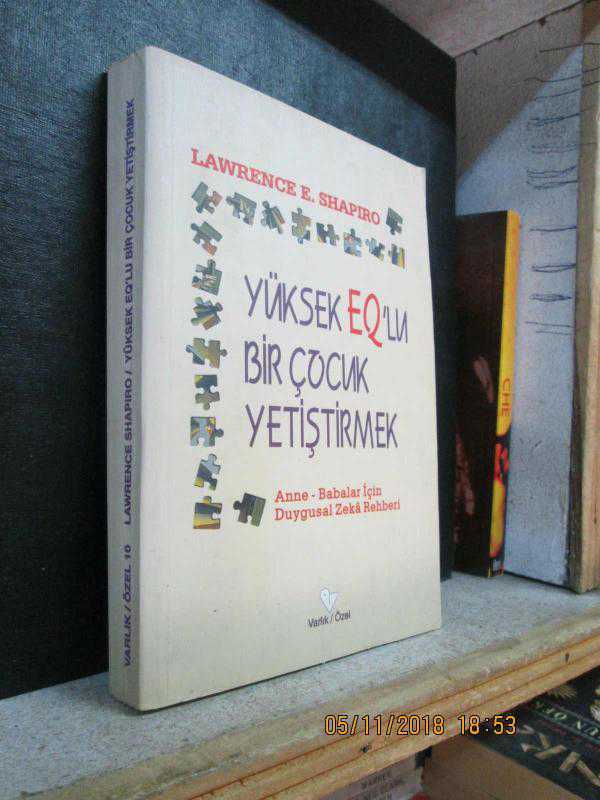 LAWRENCE E. SHAPIRO
YÜKSEK EQ'LU
BİR ÇOCUK
YETİŞTİRMEK
Anne - Babalar İçin
Duygusal Zekâ Rehberi
Varlık / Özel
VARLIK / ÖZEL 10 LAWRENCE SHAPIRO / YÜKSEK EQ'LU BİR ÇOCUK YETİŞTİRMEK
CHE
05/11/2018 18:53